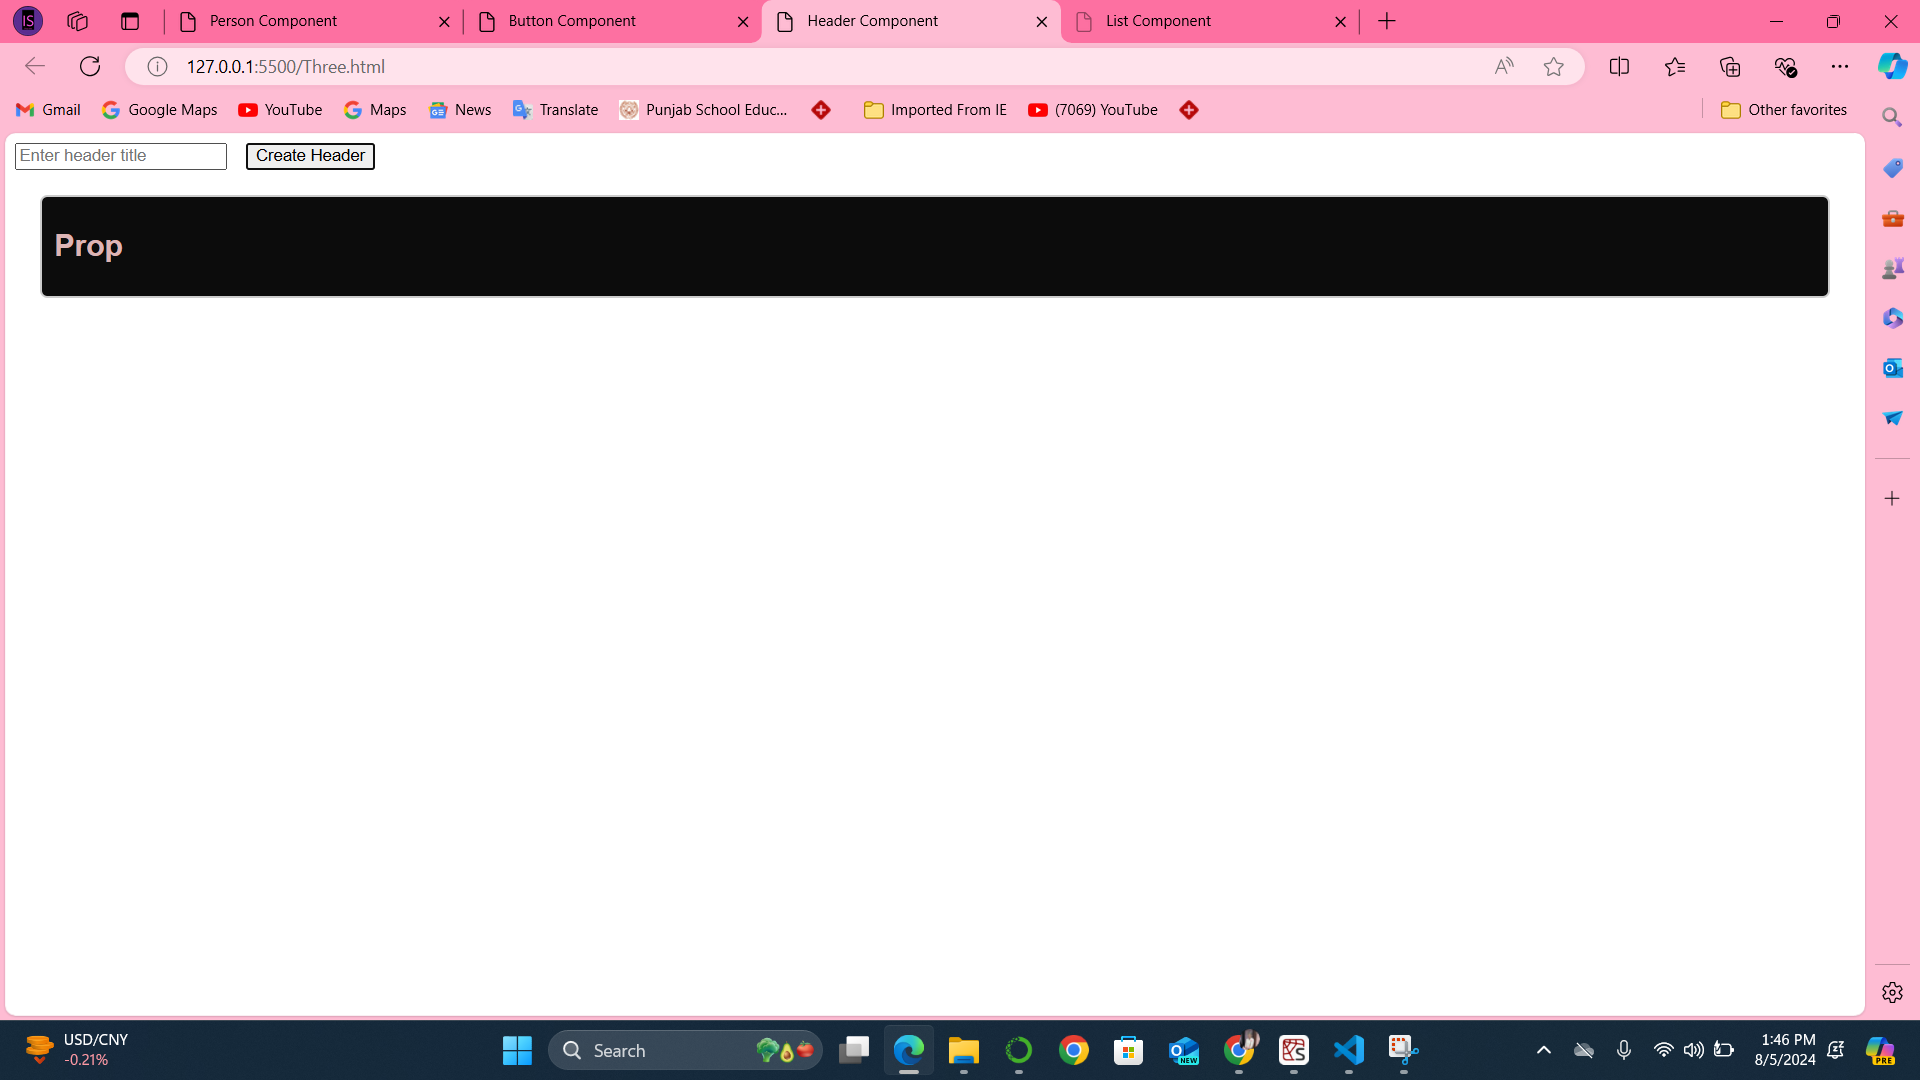 Person Component
Button Component
Header Component
List Component
127.0.0.1:5500/Three.html
Gmail
Google Maps
YouTube
Maps
News
Translate
Punjab School Educ...
Imported From IE
(7069) YouTube
Other favorites
Enter header title
Create Header
Prop
USD/CNY
-0.21%
Search
NEW
1:46 PM
8/5/2024
PRE